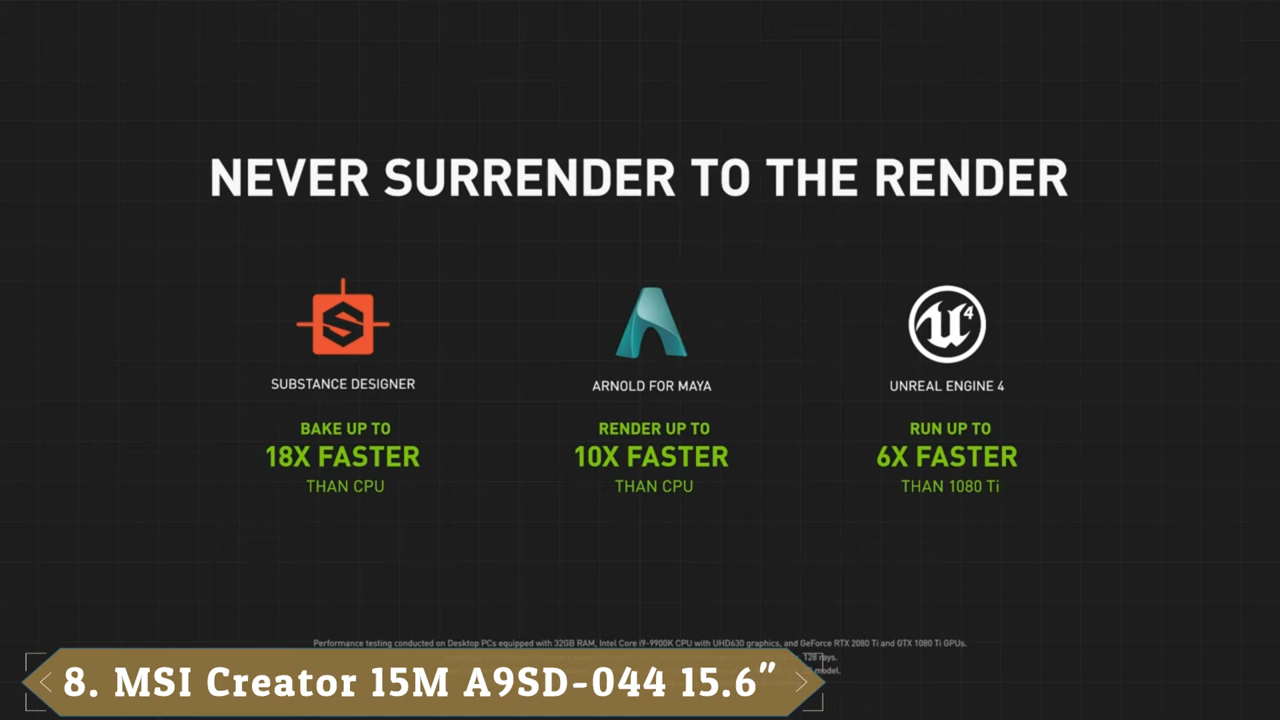 NEVER SURRENDER TO THE RENDER
SUBSTANCE DESIGNER
BAKE UP TO
18X FASTER
THAN CPU
ARNOLD FOR MAYA
RENDER UP TO
10X FASTER
THAN CPU
UNREAL ENGINE 4
RUN UP TO
6X FASTER
THAN 1080 Ti
Performance testing conducted on Desktop PCs equipped with 32GB RAM, Intel Core i9-9900K CPU with UHD630 graphics, and GeForce RTX 2080 Ti and GTX 1080 Ti GPUs.
128 rays.
model.
8. MSI Creator 15M A9SD-044 15.6”